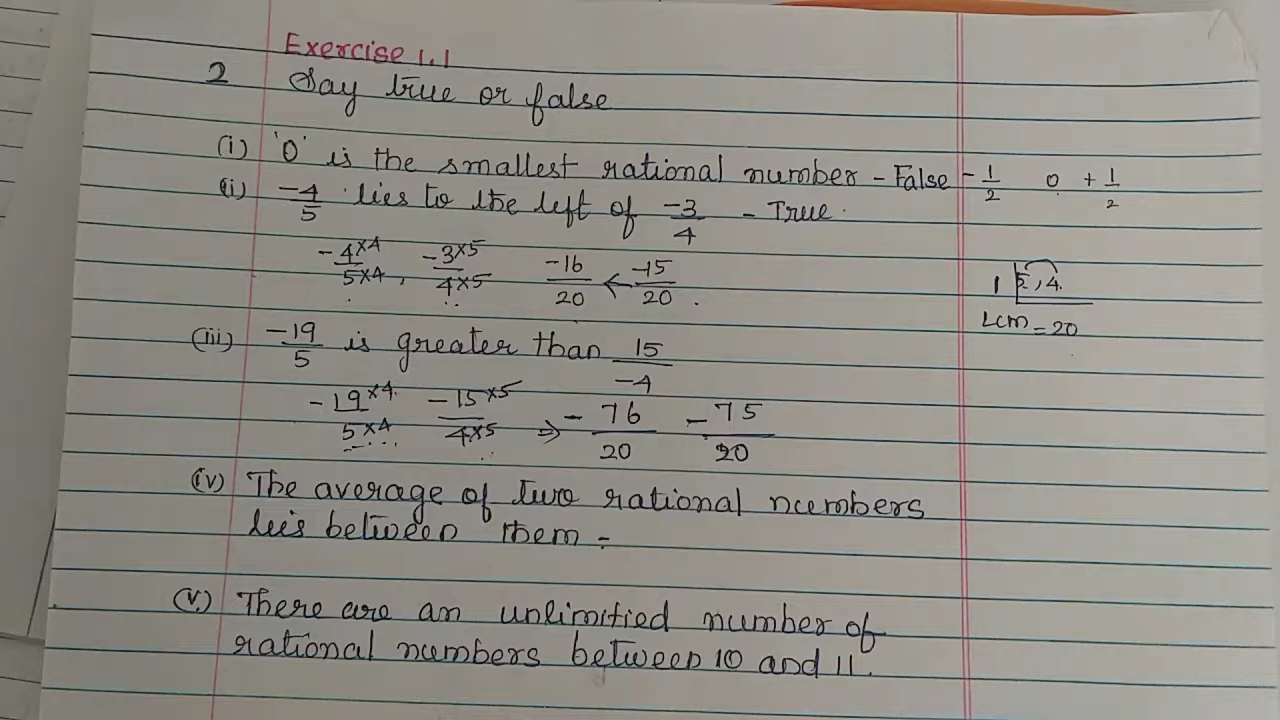 Exercise 1.1
2 Say true or false
(i) '0' is the smallest rational number - False -1/2 0 +1/2
(ii) -4/5 lies to the left of -3/4 - True.
-4×4/5×4, -3×5/4×5 -16/20 ← -15/20.
1 | 5, 4
Lcm = 20
(iii) -19/5 is greater than 15/-4
-19×4/5×4 -15×5/4×5 ⇒ -76/20 -75/20
(iv) The average of two rational numbers
lies between them -
(v.) There are an unlimited number of
rational numbers between 10 and 11.